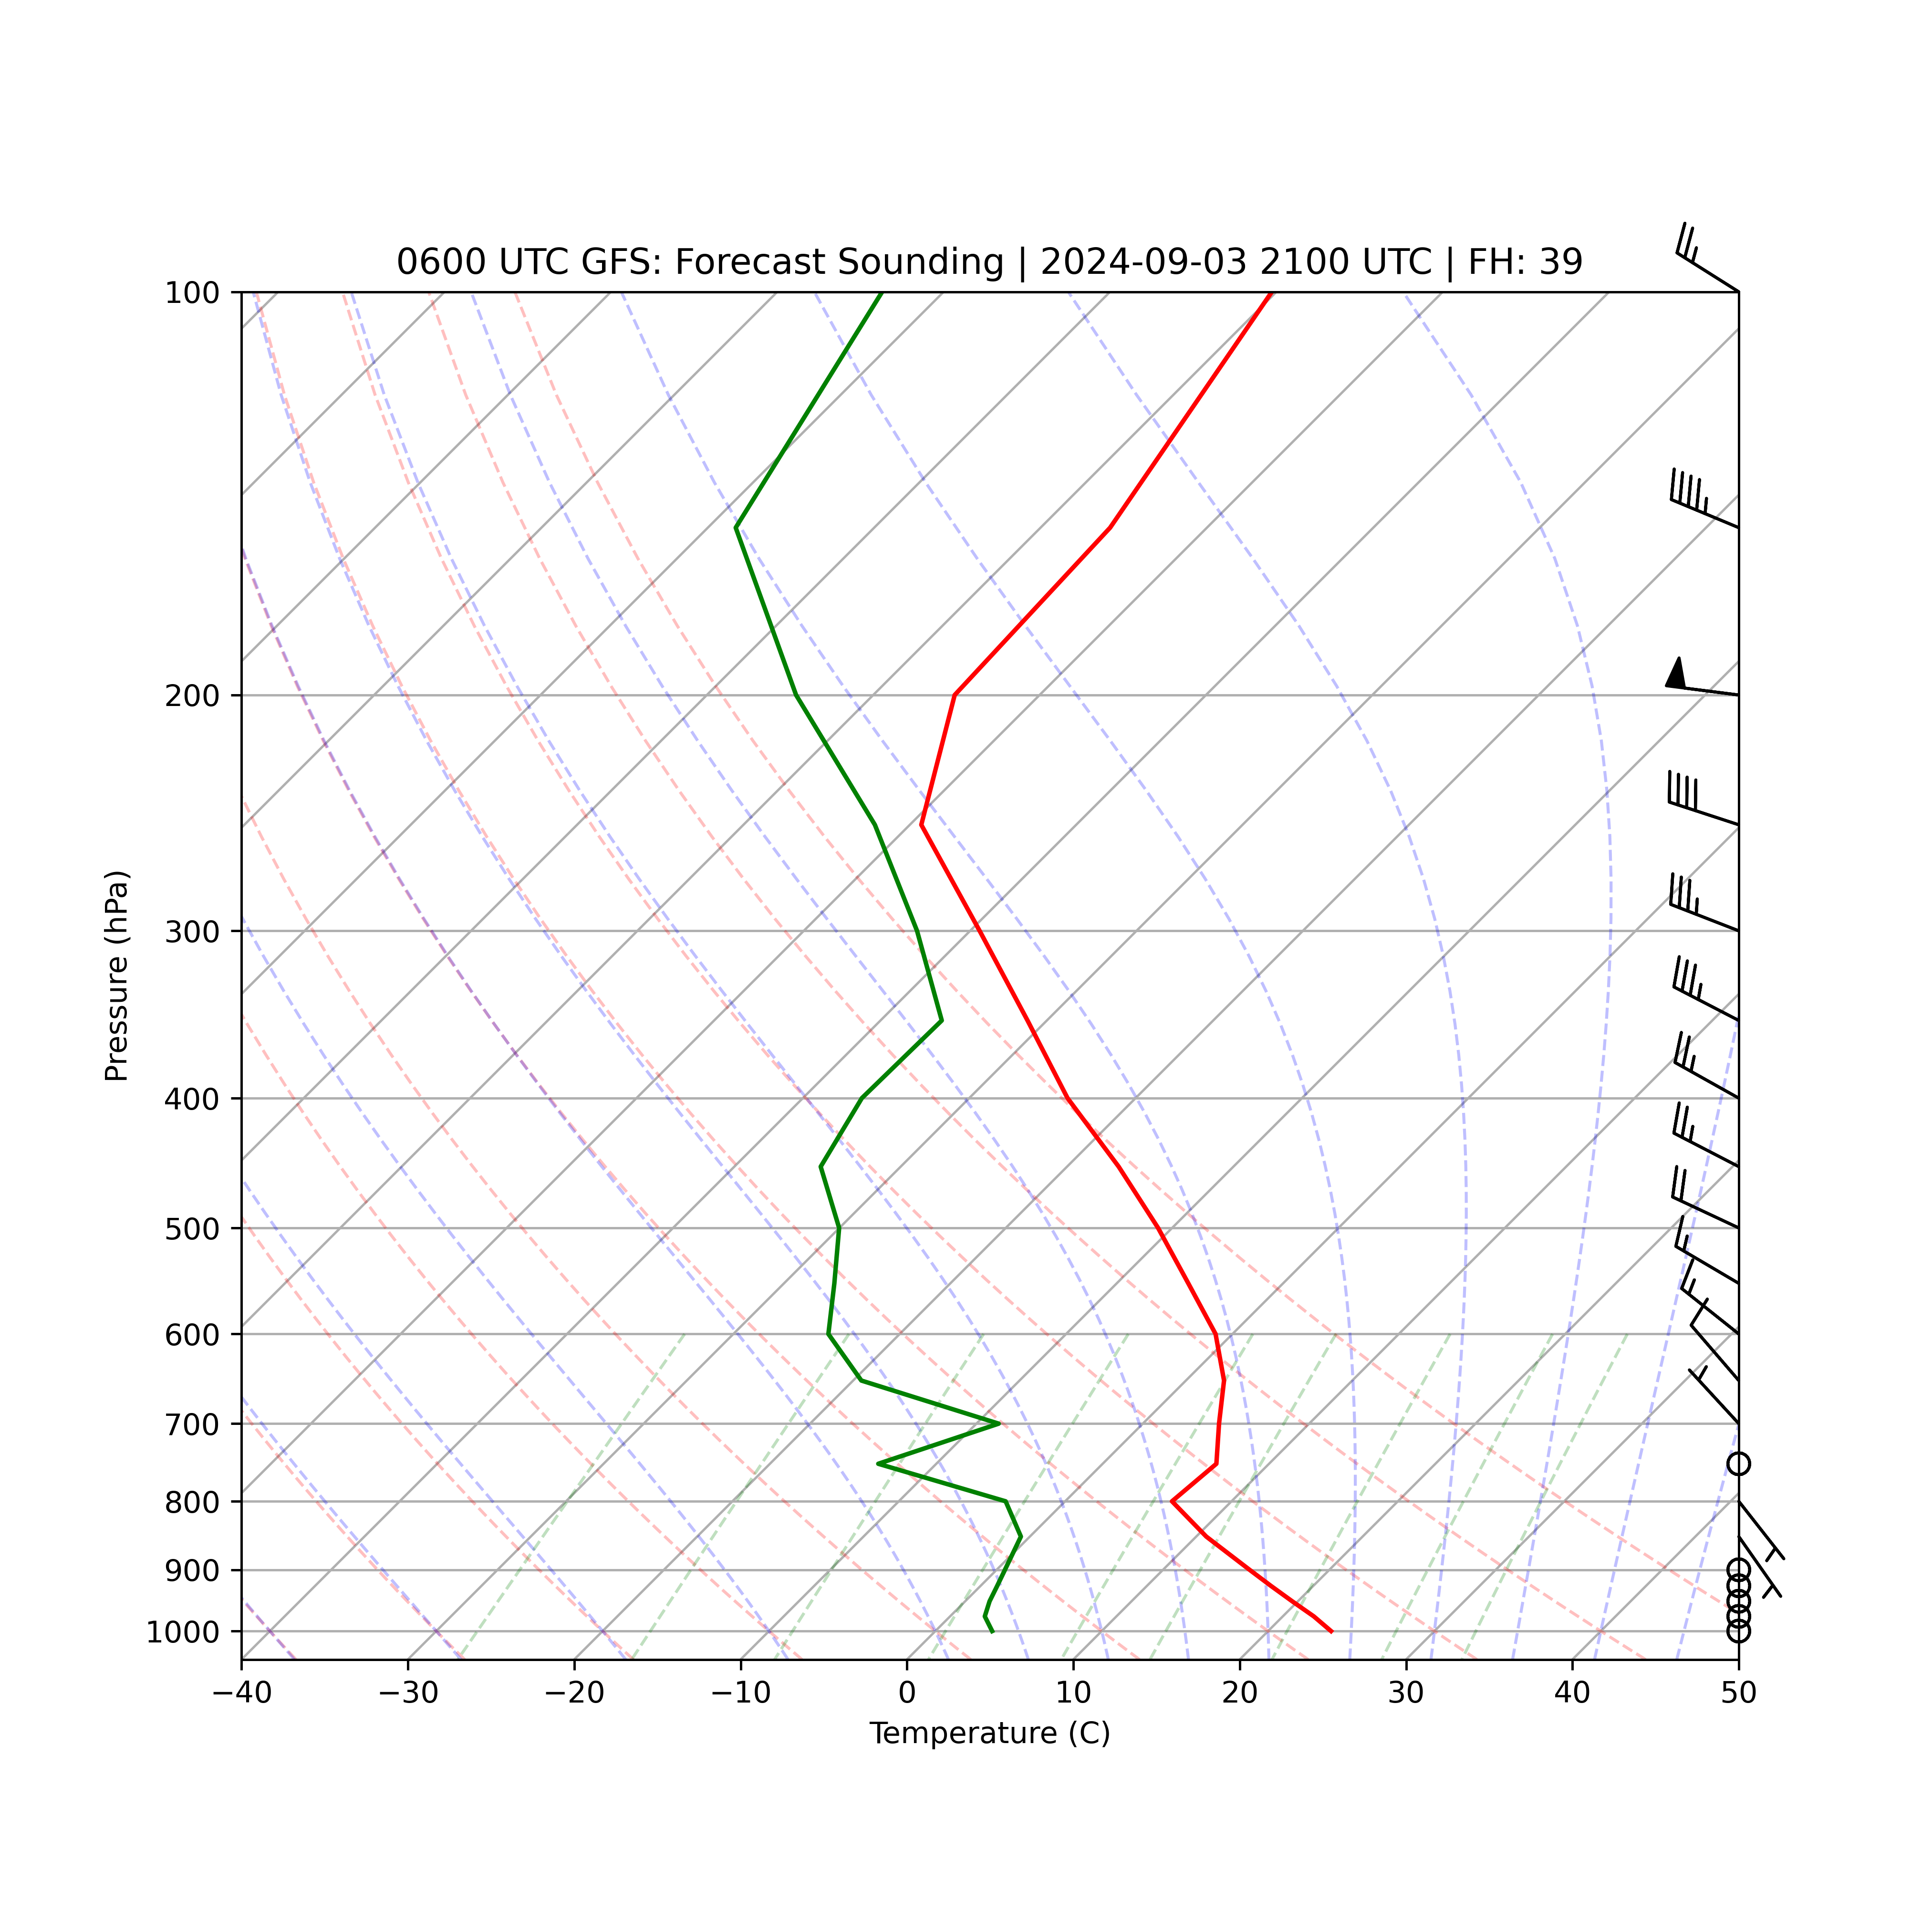 0600 UTC GFS: Forecast Sounding | 2024-09-03 2100 UTC | FH: 39
100
200
300
400
500
600
700
800
900
1000
Pressure (hPa)
−40 −30 −20 −10 0 10 20 30 40 50
Temperature (C)